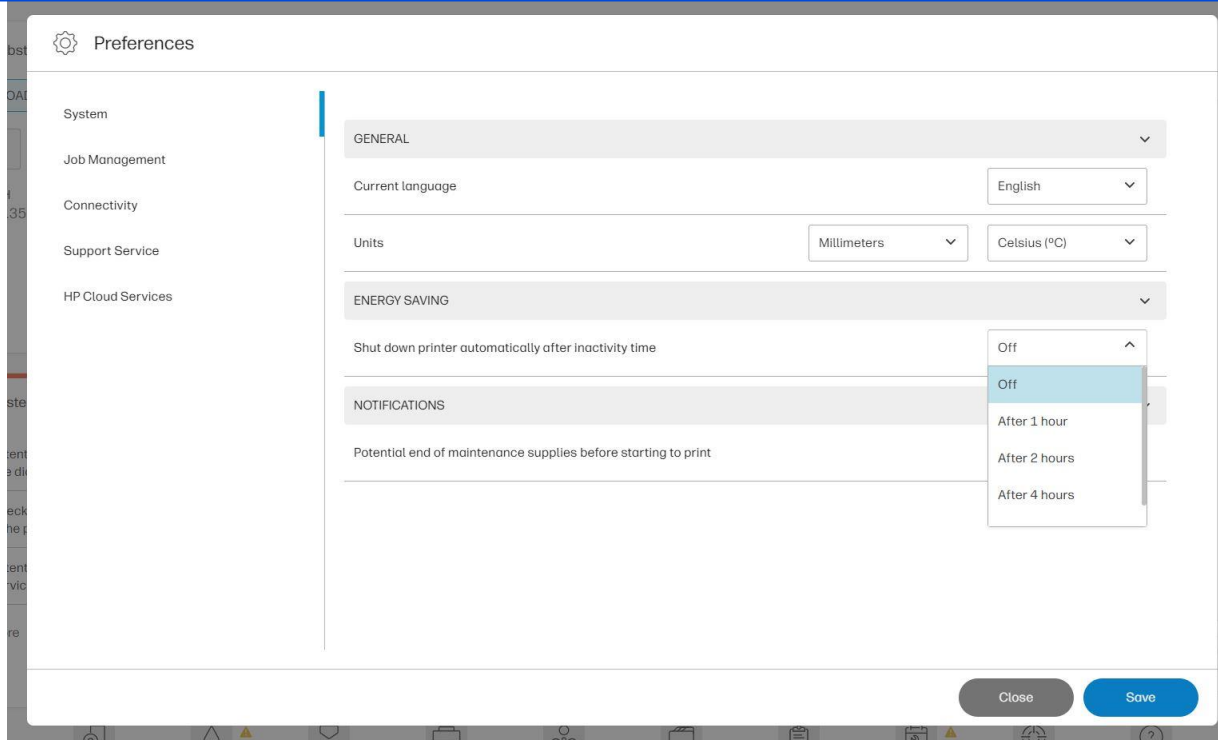 Preferences
System
Job Management
Connectivity
Support Service
HP Cloud Services
GENERAL
Current language
English
Units
Millimeters
Celsius (ºC)
ENERGY SAVING
Shut down printer automatically after inactivity time
Off
Off
After 1 hour
After 2 hours
After 4 hours
NOTIFICATIONS
Potential end of maintenance supplies before starting to print
Close
Save